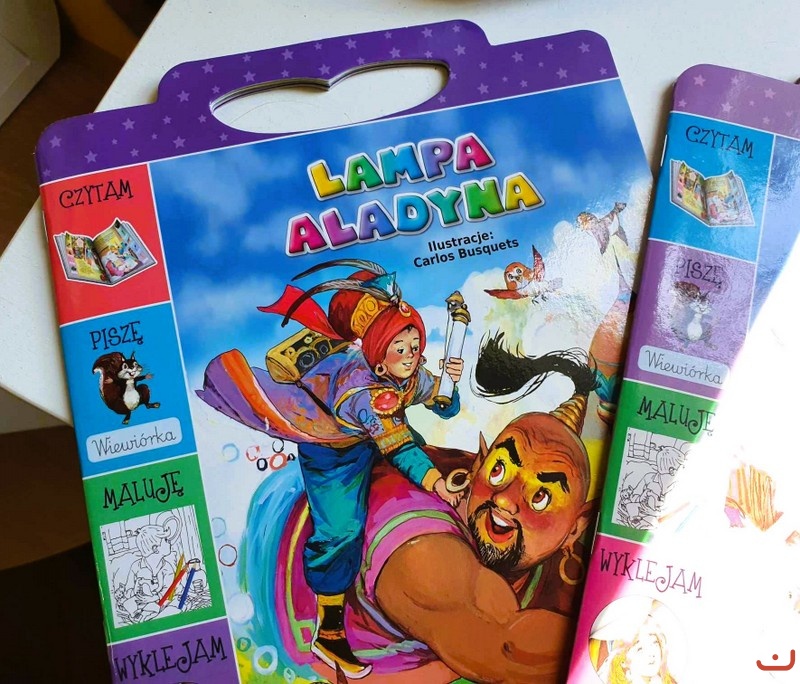 LAMPA
ALADYNA
Ilustracje:
Carlos Busquets
CZYTAM
PISZĘ
Wiewiórka
MALUJĘ
WYKLEJAM
CZYTAM
PISZĘ
Wiewiórka
MALUJĘ
WYKLEJAM